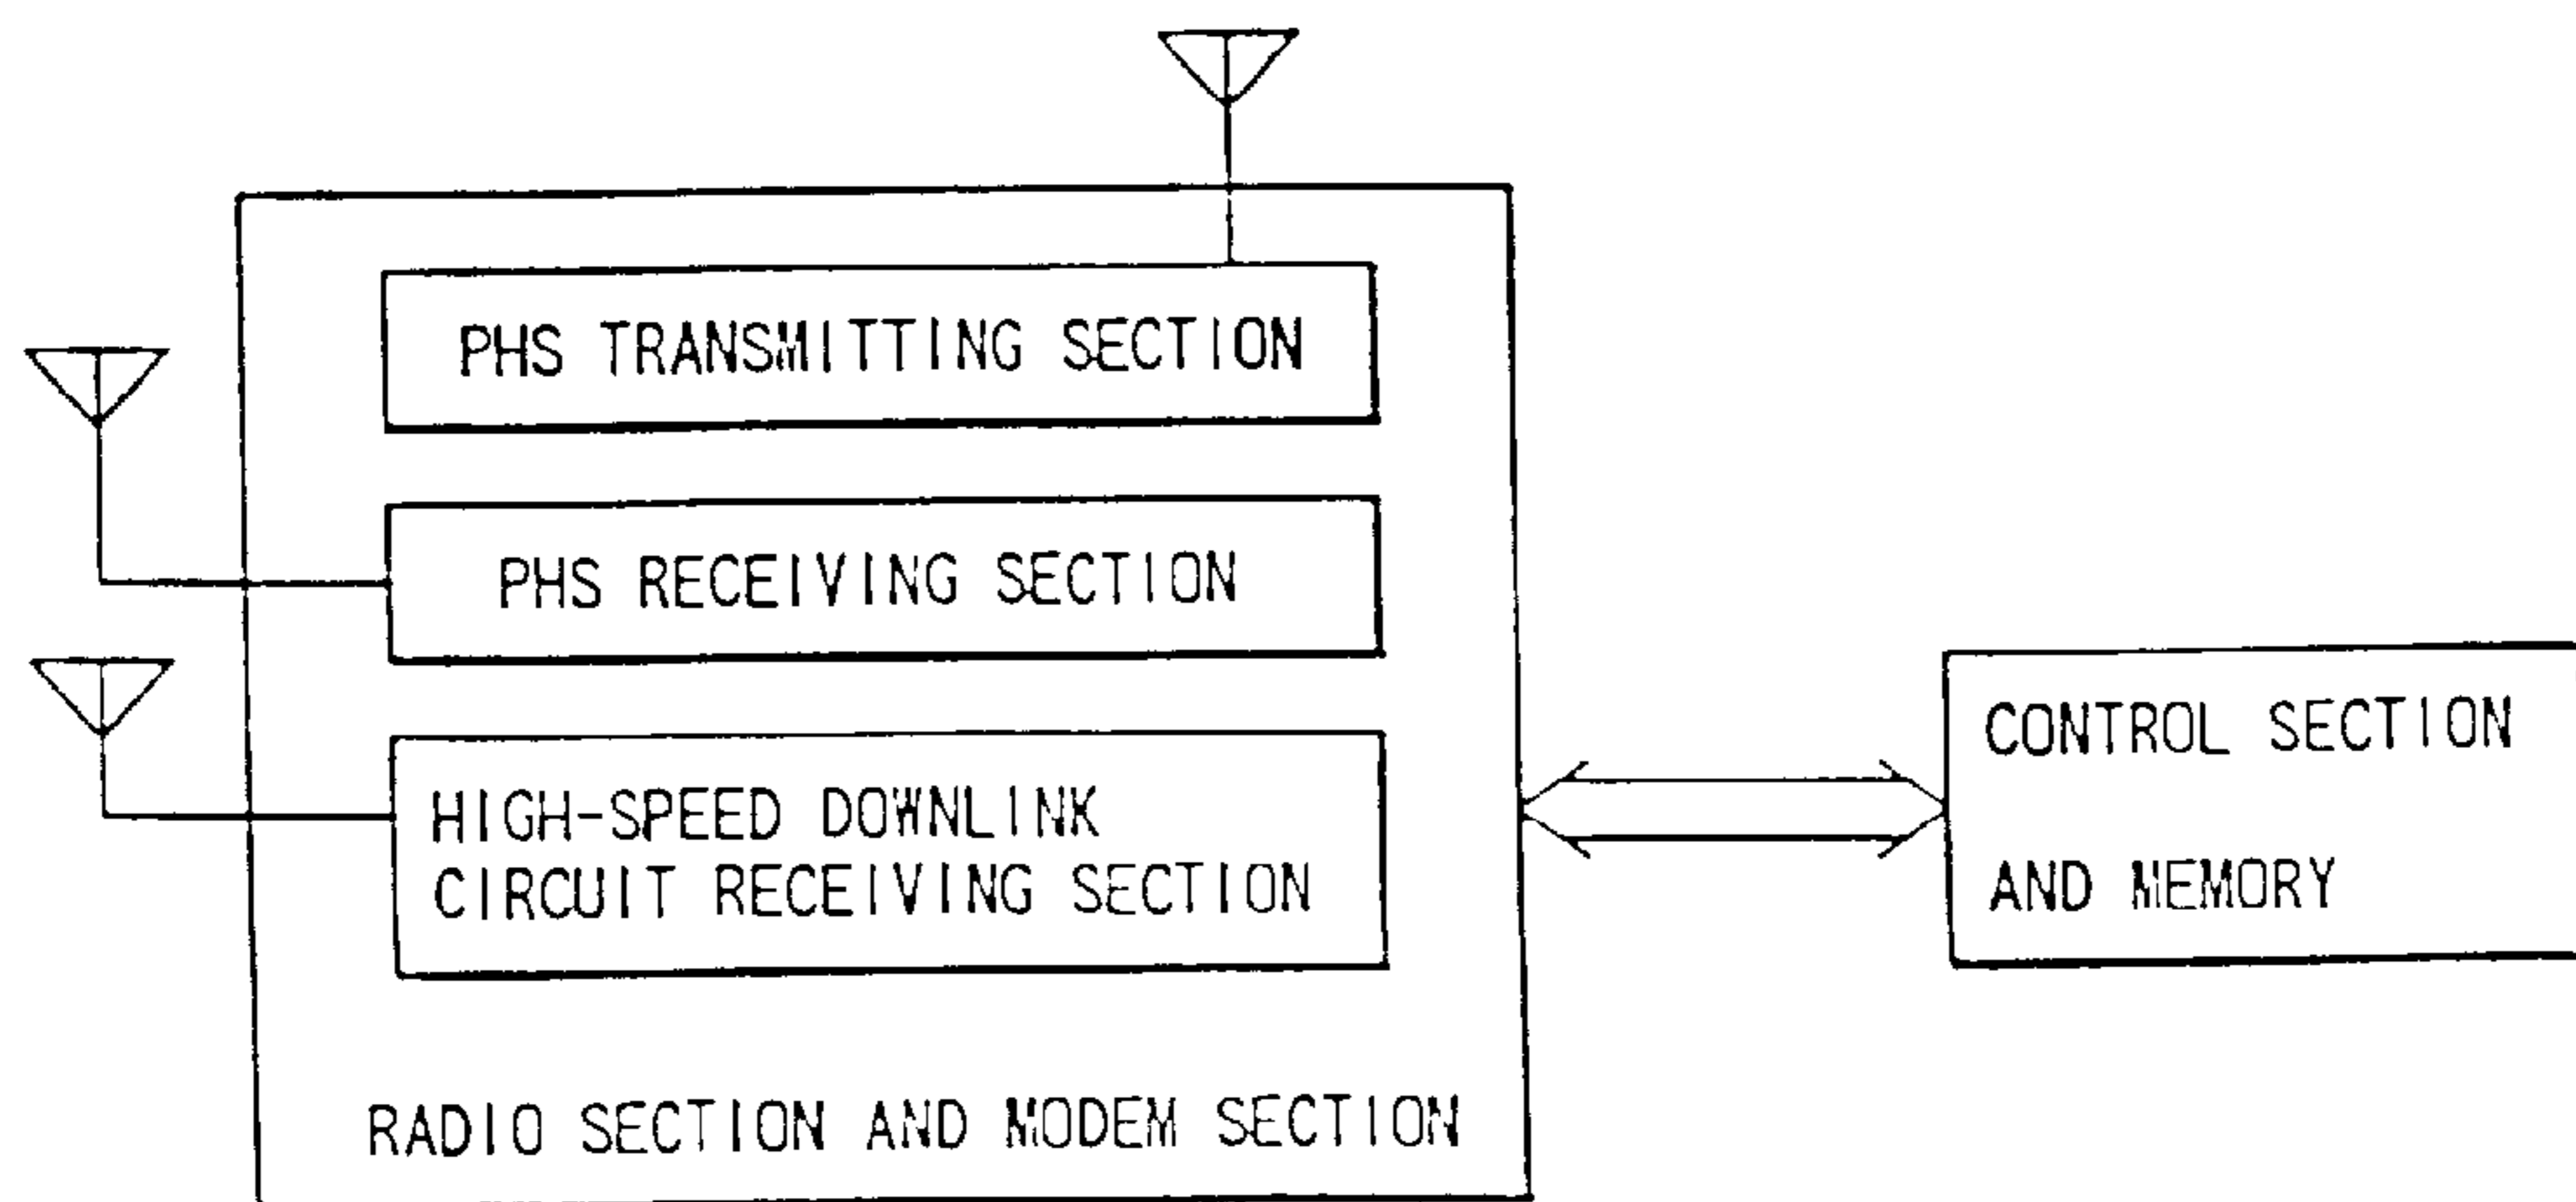 PHS TRANSMITTING SECTION
PHS RECEIVING SECTION
HIGH-SPEED DOWNLINK
CIRCUIT RECEIVING SECTION
RADIO SECTION AND MODEM SECTION
CONTROL SECTION
AND MEMORY